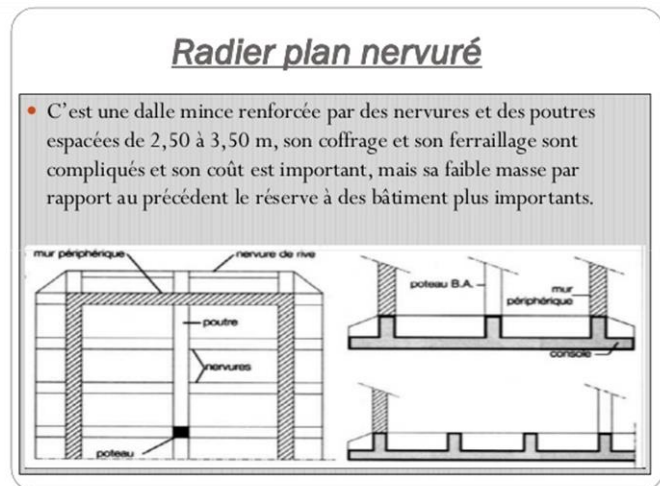 Radier plan nervuré
• C'est une dalle mince renforcée par des nervures et des poutres
espacées de 2,50 à 3,50 m, son coffrage et son ferraillage sont
compliqués et son coût est important, mais sa faible masse par
rapport au précédent le réserve à des bâtiment plus importants.
mur périphérique
nervure de rive
poutre
nervures
poteau
poteau B.A.
mur
périphérique
console